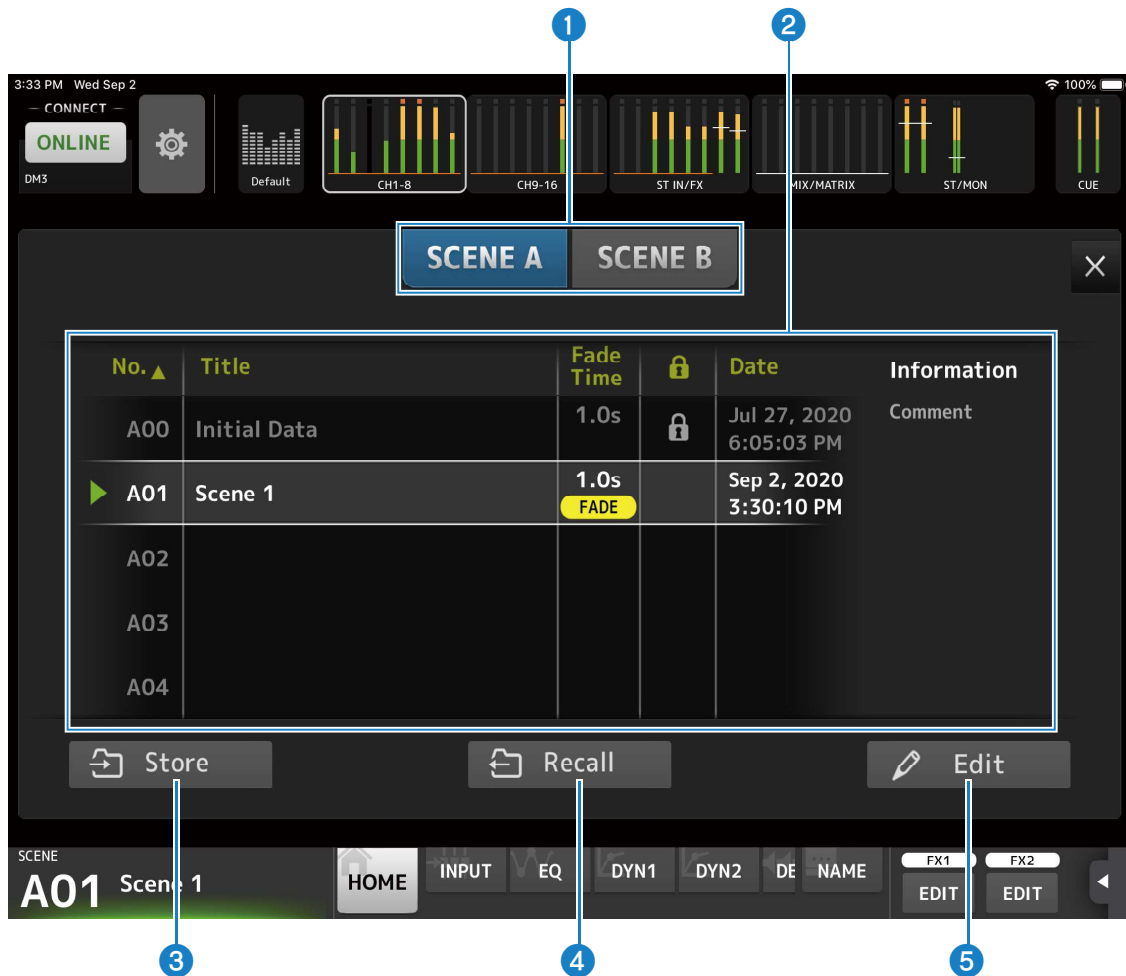 1 2
3:33 PM Wed Sep 2 100%
CONNECT
ONLINE
DM3
Default
CH1-8 CH9-16 ST IN/FX MIX/MATRIX ST/MON CUE
SCENE A SCENE B
No. Title Fade Time Date Information
A00 Initial Data 1.0s Jul 27, 2020 6:05:03 PM Comment
A01 Scene 1 1.0s FADE Sep 2, 2020 3:30:10 PM
A02
A03
A04
Store Recall Edit
SCENE
A01 Scene 1
HOME INPUT EQ DYN1 DYN2 DE NAME
FX1 FX2
EDIT EDIT
3 4 5